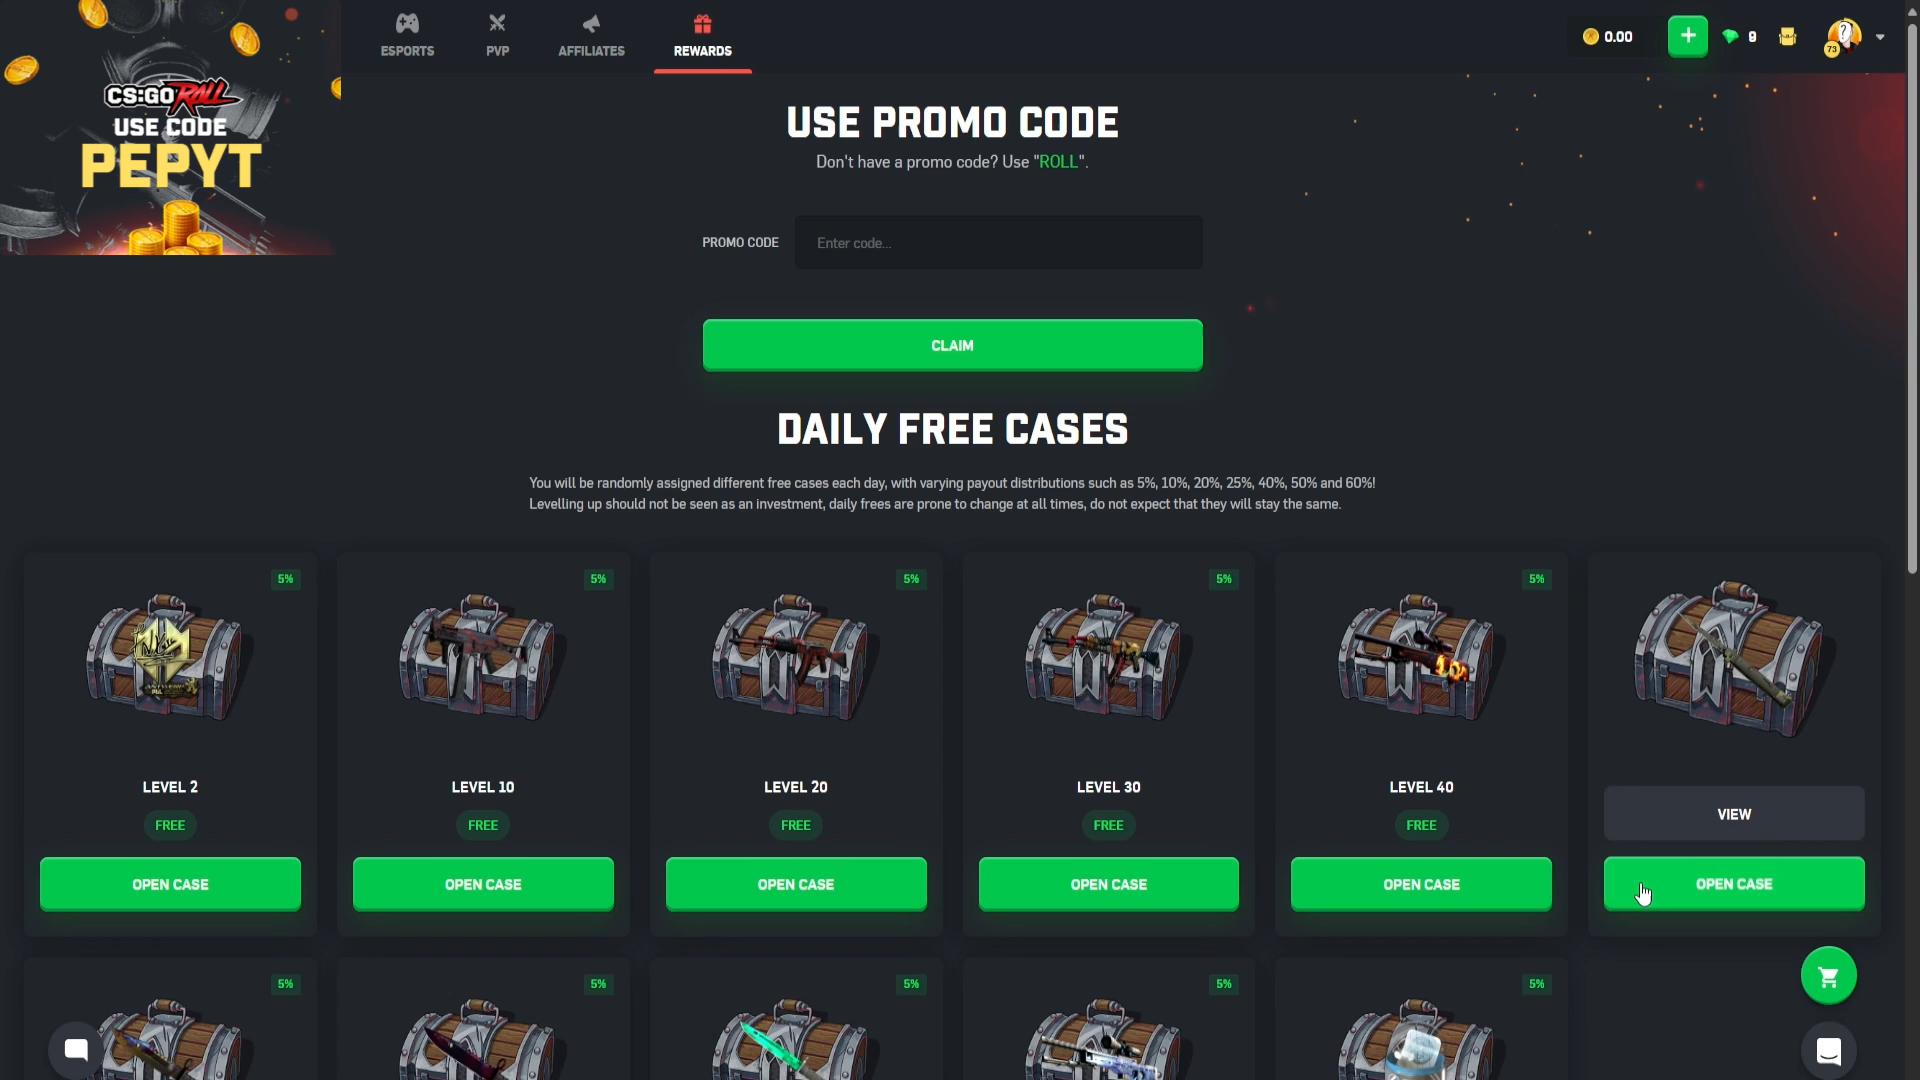 ESPORTS
PVP
AFFILIATES
REWARDS
0.00
+
9
73
CS:GO ROLL
USE CODE
PEPYT
USE PROMO CODE
Don't have a promo code? Use "ROLL".
PROMO CODE
Enter code...
CLAIM
DAILY FREE CASES
You will be randomly assigned different free cases each day, with varying payout distributions such as 5%, 10%, 20%, 25%, 40%, 50% and 60%!
Levelling up should not be seen as an investment, daily frees are prone to change at all times, do not expect that they will stay the same.
5%
5%
5%
5%
5%
LEVEL 2
LEVEL 10
LEVEL 20
LEVEL 30
LEVEL 40
VIEW
FREE
FREE
FREE
FREE
FREE
OPEN CASE
OPEN CASE
OPEN CASE
OPEN CASE
OPEN CASE
OPEN CASE
5%
5%
5%
5%
5%